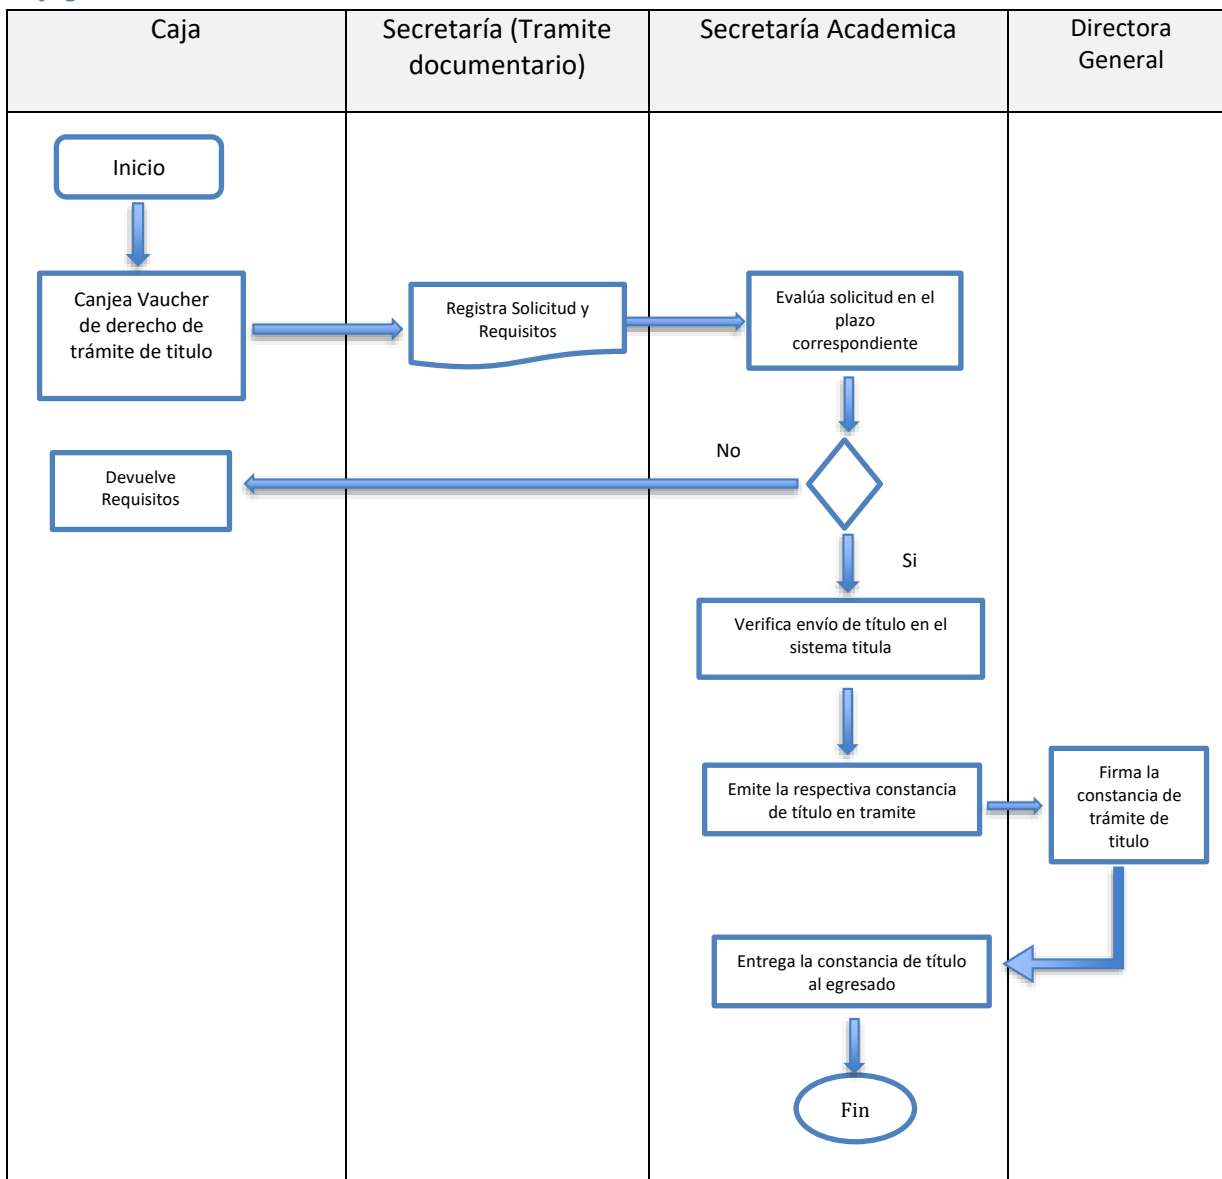 Caja
Secretaría (Tramite
documentario)
Secretaría Academica
Directora
General
Inicio
Canjea Vaucher
de derecho de
trámite de titulo
Registra Solicitud y
Requisitos
Evalúa solicitud en el
plazo
correspondiente
No
Devuelve
Requisitos
Si
Verifica envío de título en el
sistema titula
Emite la respectiva constancia
de título en tramite
Firma la
constancia de
trámite de
titulo
Entrega la constancia de título
al egresado
Fin